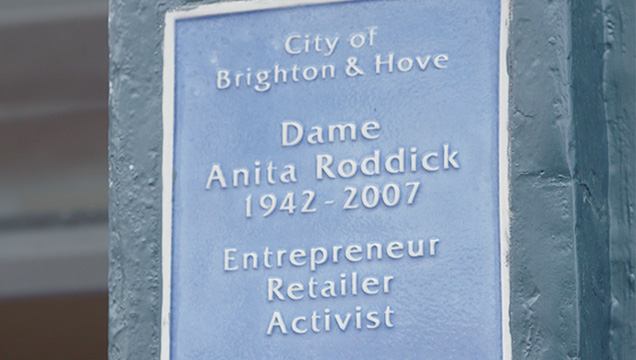 City of
Brighton & Hove
Dame
Anita Roddick
1942 - 2007
Entrepreneur
Retailer
Activist